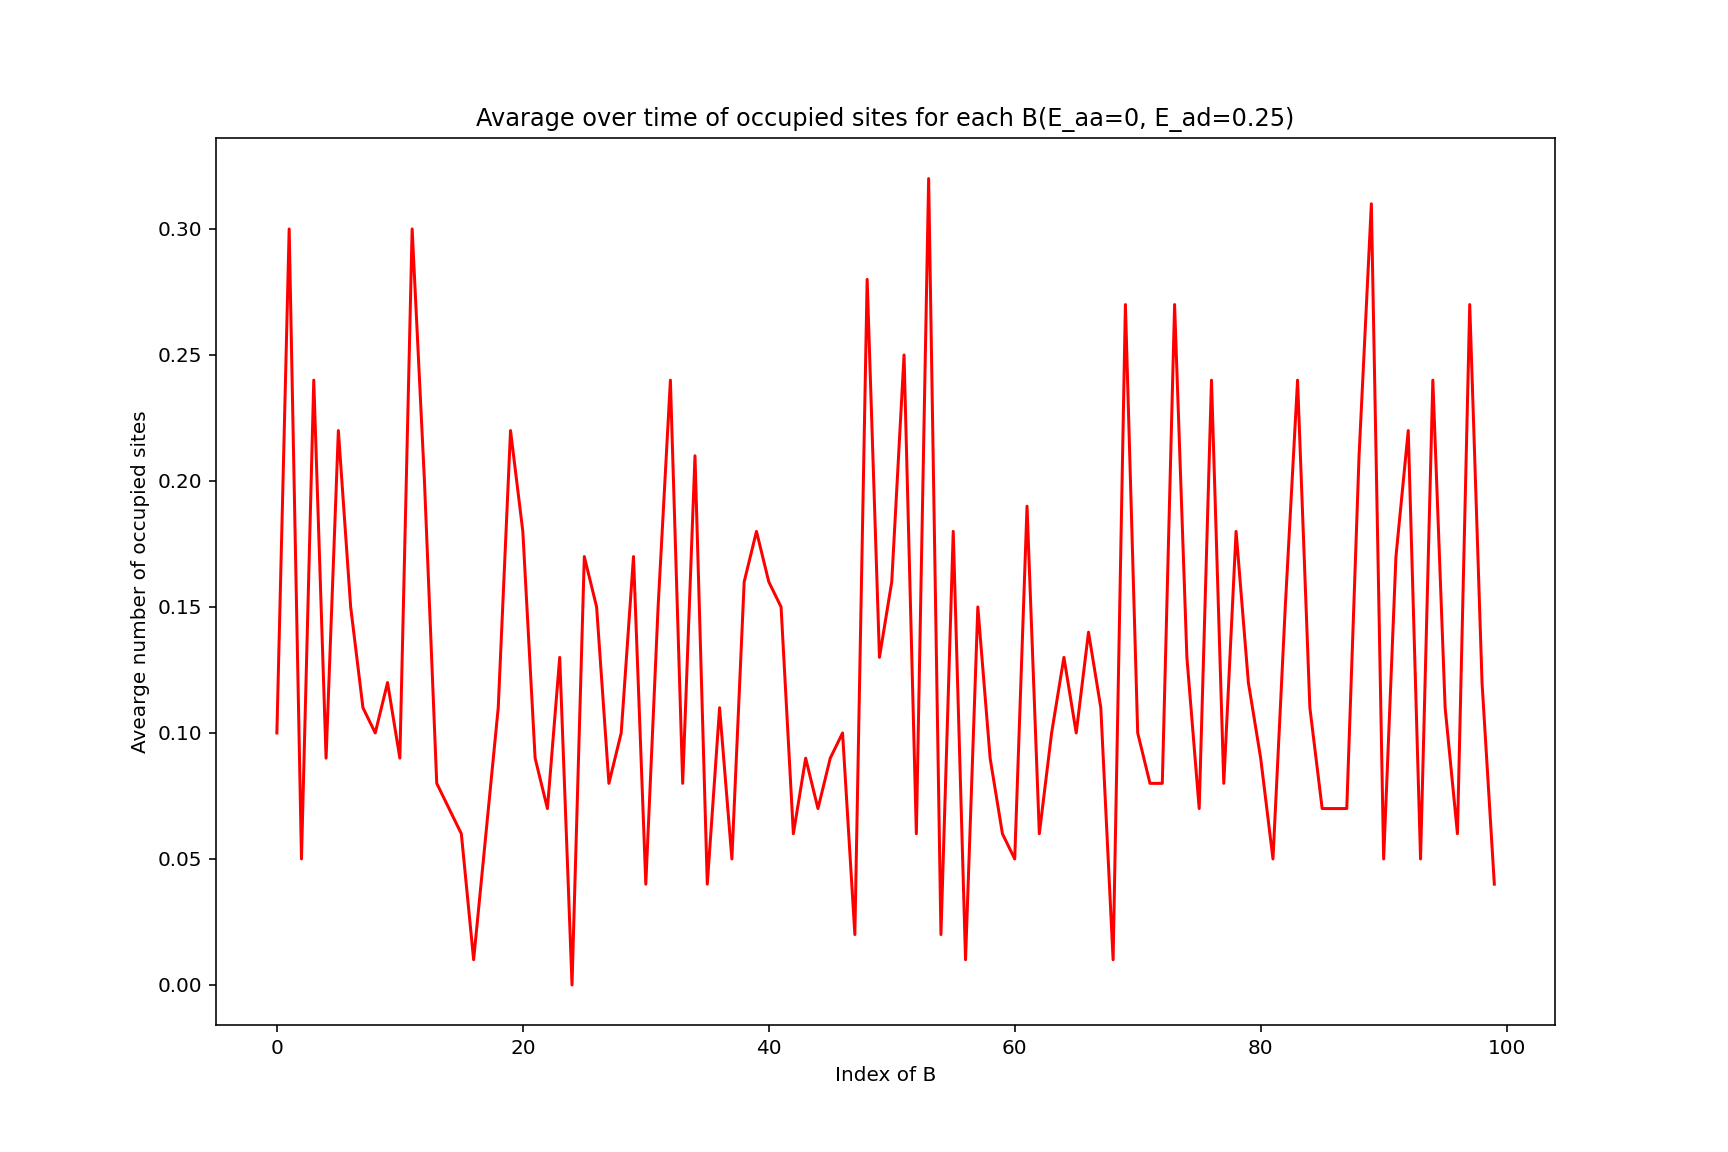 Avarage over time of occupied sites for each B(E_aa=0, E_ad=0.25)
Avearge number of occupied sites
0.30
0.25
0.20
0.15
0.10
0.05
0.00
0 20 40 60 80 100
Index of B